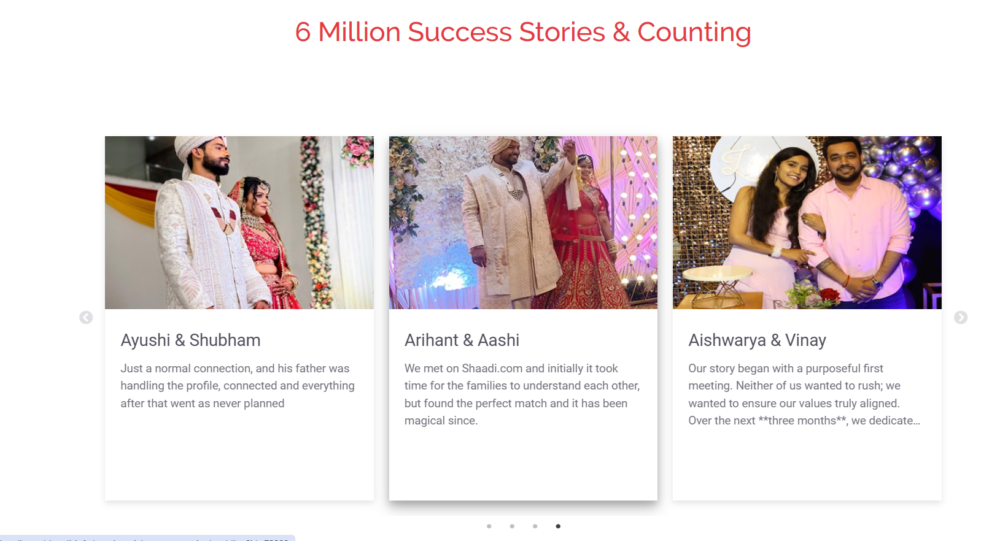 6 Million Success Stories & Counting
Ayushi & Shubham
Just a normal connection, and his father was
handling the profile, connected and everything
after that went as never planned
Arihant & Aashi
We met on Shaadi.com and initially it took
time for the families to understand each other,
but found the perfect match and it has been
magical since.
Aishwarya & Vinay
Our story began with a purposeful first
meeting. Neither of us wanted to rush; we
wanted to ensure our values truly aligned.
Over the next **three months**, we dedicate...